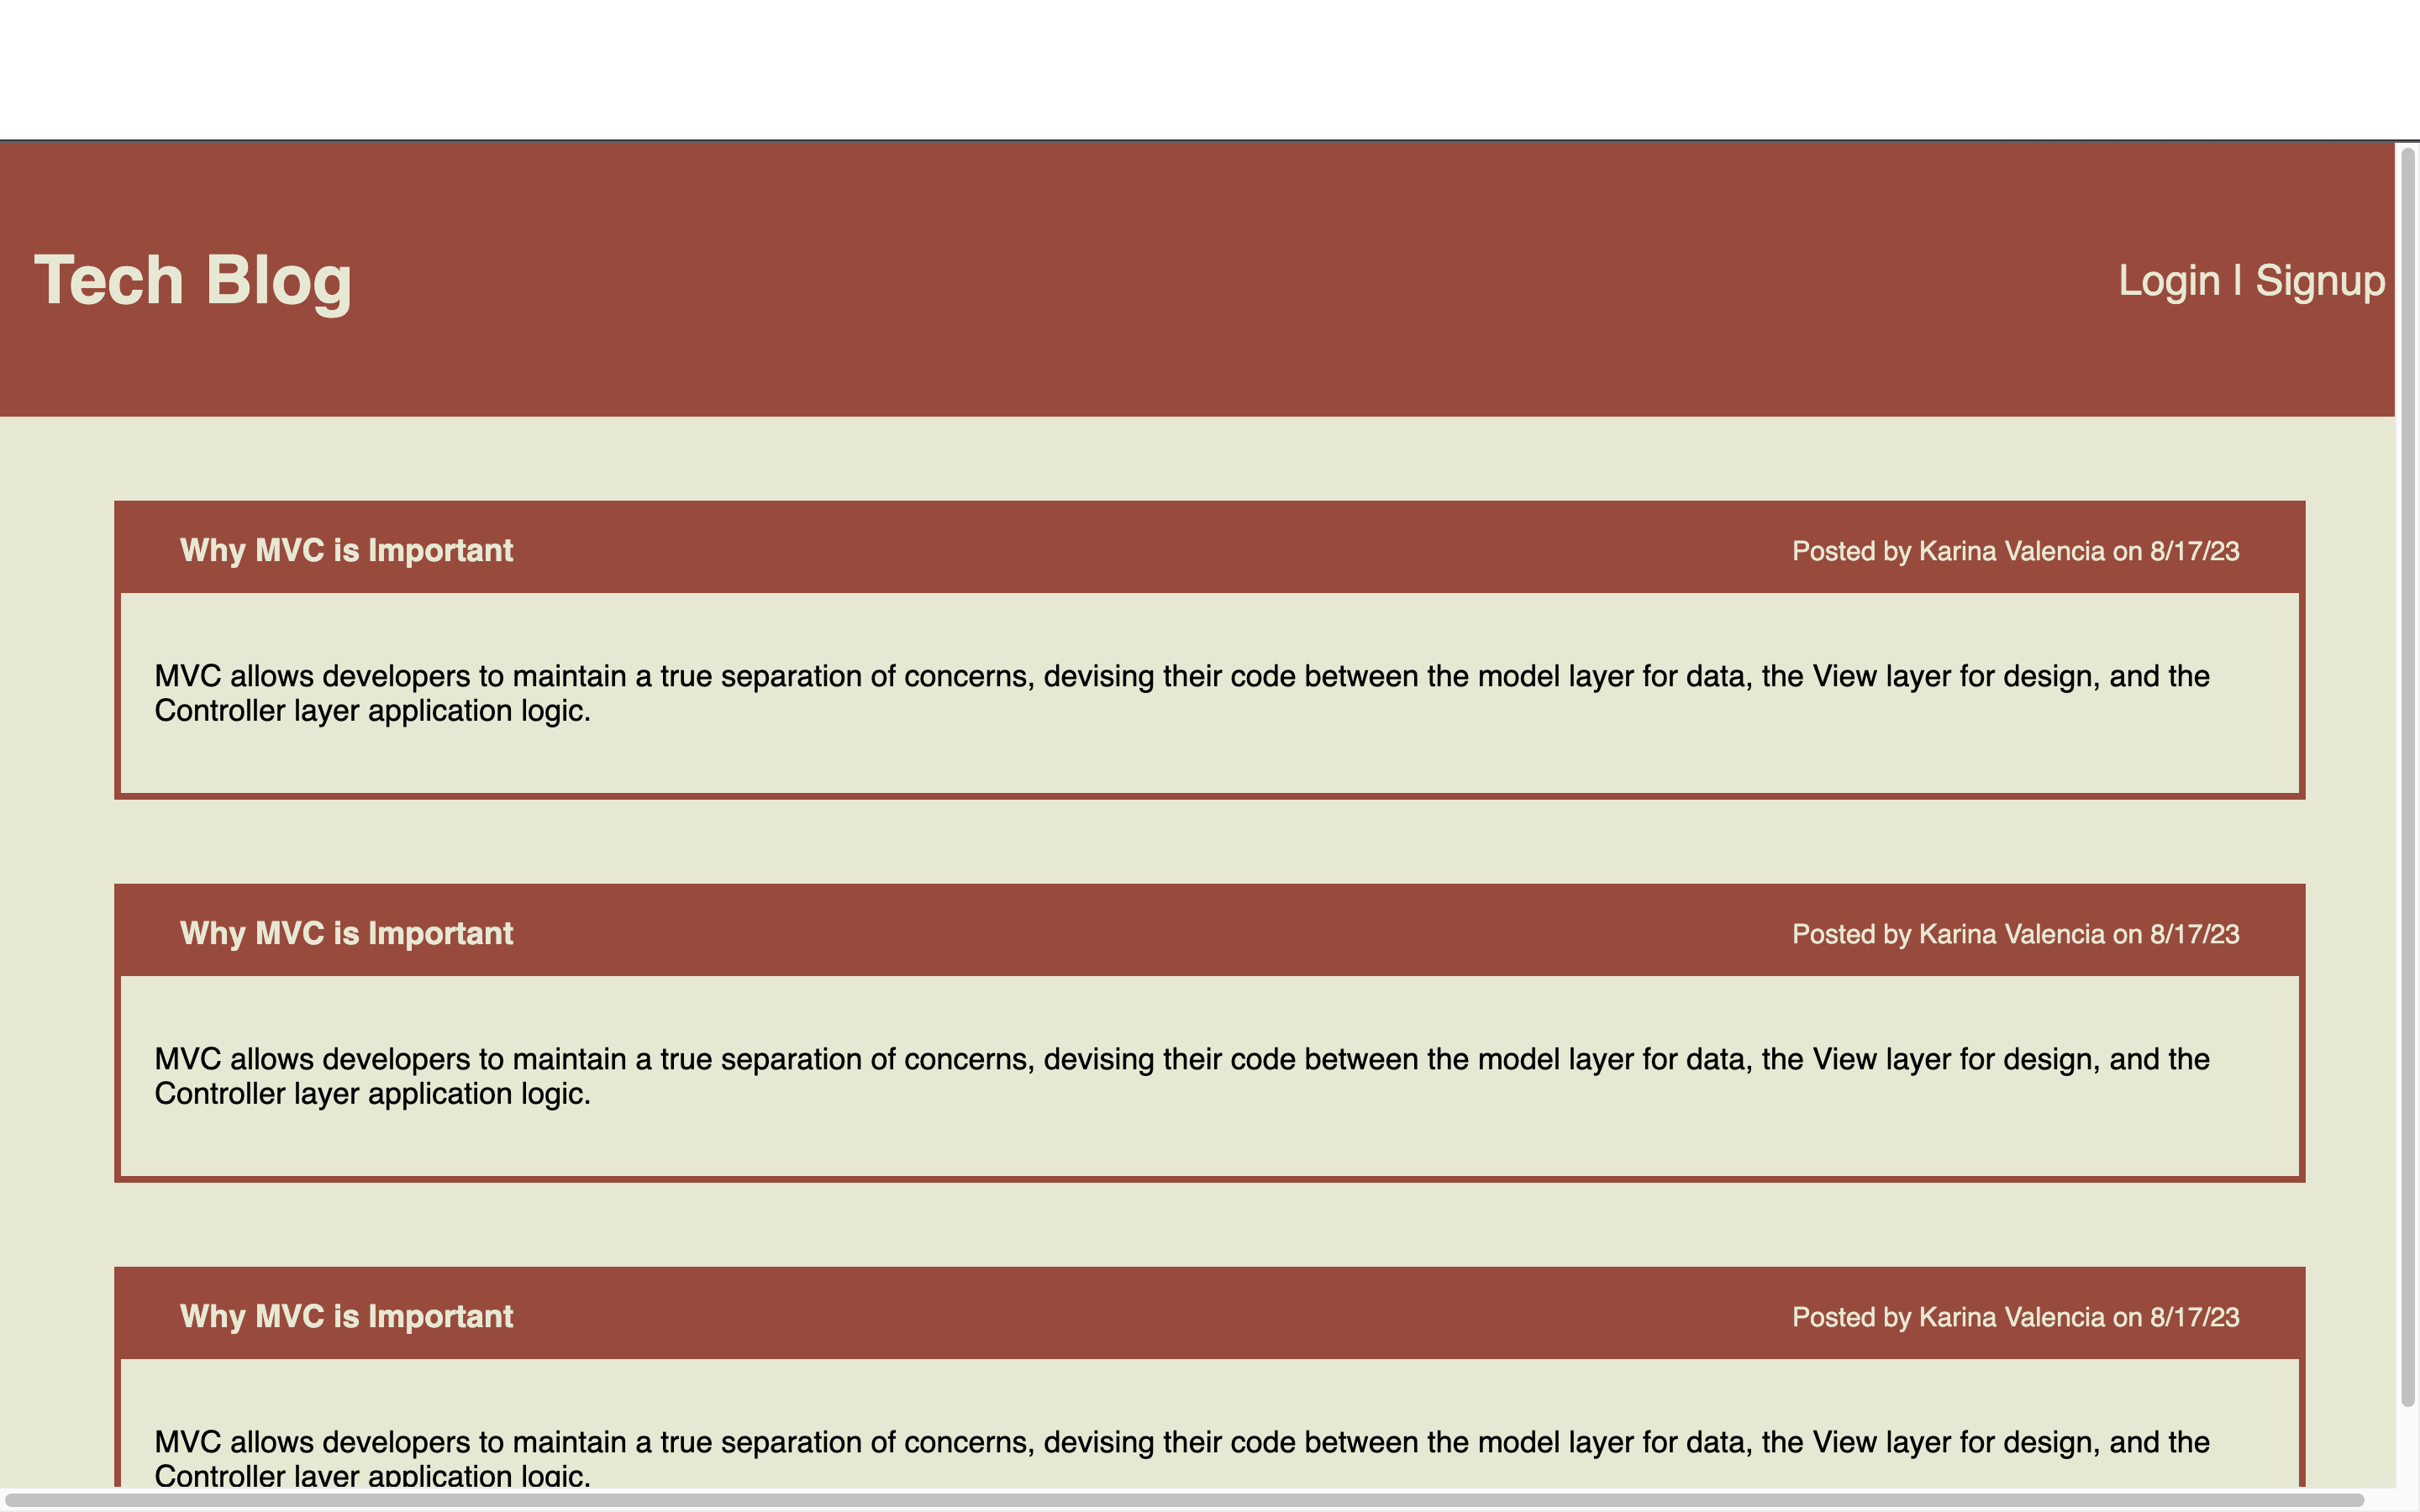 Tech Blog
Login | Signup
Why MVC is Important
Posted by Karina Valencia on 8/17/23
MVC allows developers to maintain a true separation of concerns, devising their code between the model layer for data, the View layer for design, and the
Controller layer application logic.
Why MVC is Important
Posted by Karina Valencia on 8/17/23
MVC allows developers to maintain a true separation of concerns, devising their code between the model layer for data, the View layer for design, and the
Controller layer application logic.
Why MVC is Important
Posted by Karina Valencia on 8/17/23
MVC allows developers to maintain a true separation of concerns, devising their code between the model layer for data, the View layer for design, and the
Controller layer application logic.